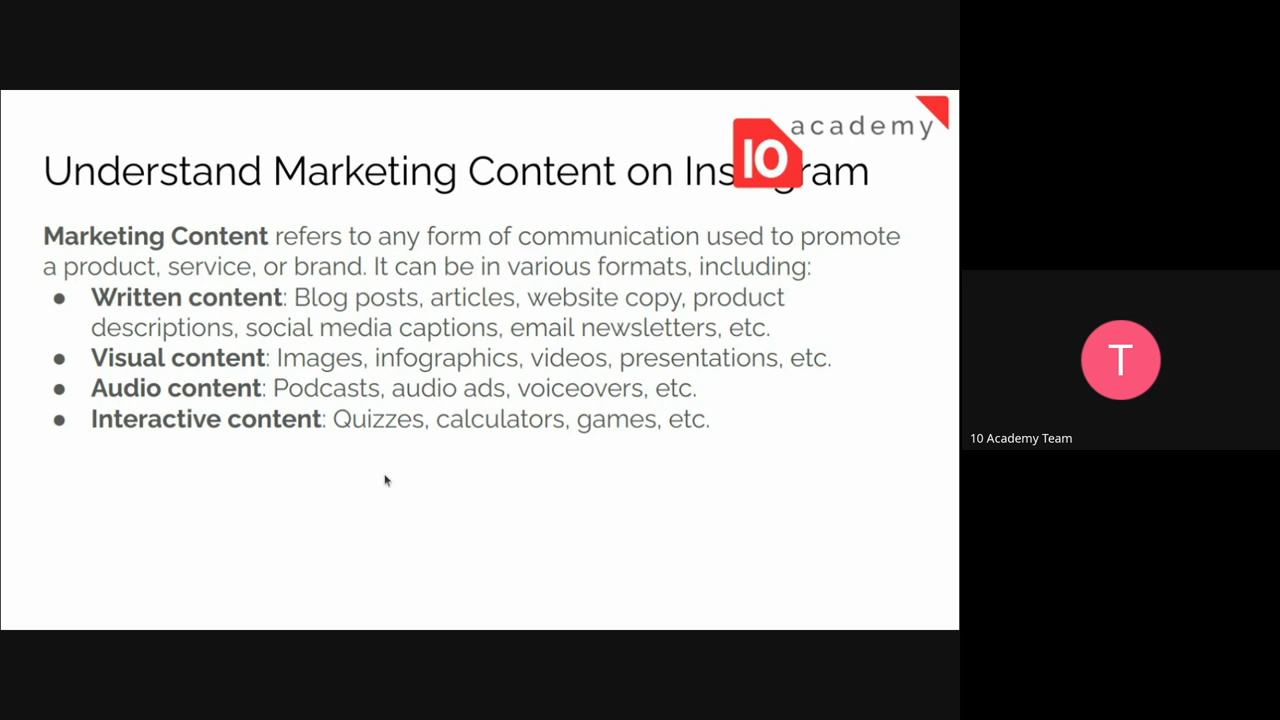 academy
10
Understand Marketing Content on Ins ram
Marketing Content refers to any form of communication used to promote
a product, service, or brand. It can be in various formats, including:
● Written content: Blog posts, articles, website copy, product
descriptions, social media captions, email newsletters, etc.
● Visual content: Images, infographics, videos, presentations, etc.
● Audio content: Podcasts, audio ads, voiceovers, etc.
● Interactive content: Quizzes, calculators, games, etc.
T
10 Academy Team